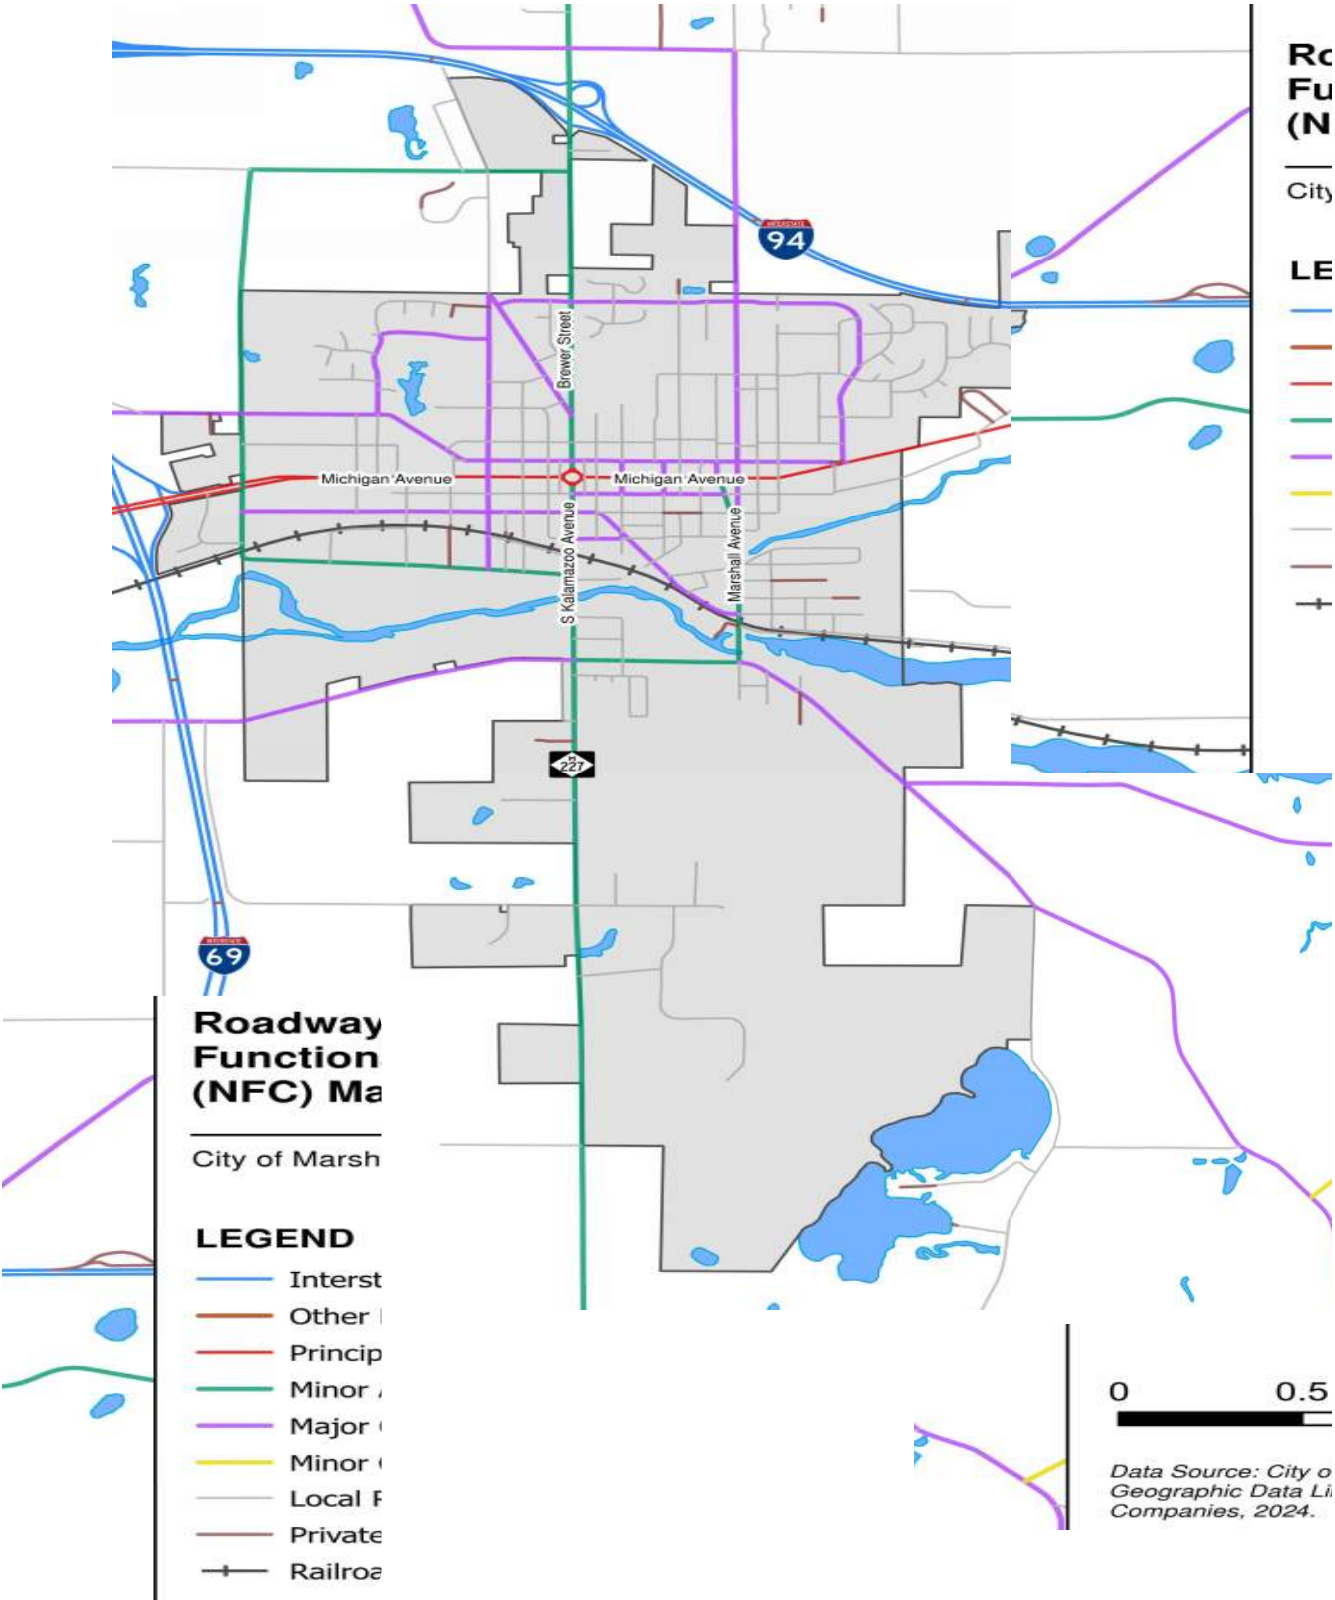 Ro
Fu
(N
City
LE
94
Brewer Street
Michigan Avenue
Michigan Avenue
S Kalamazoo Avenue
Marshall Avenue
M
227
69
Roadway
Function
(NFC) Ma
City of Marsh
LEGEND
Interst
Other
Princip
Minor
Major
Minor
Local
Private
Railroa
0 0.5
Data Source: City o
Geographic Data Li
Companies, 2024.